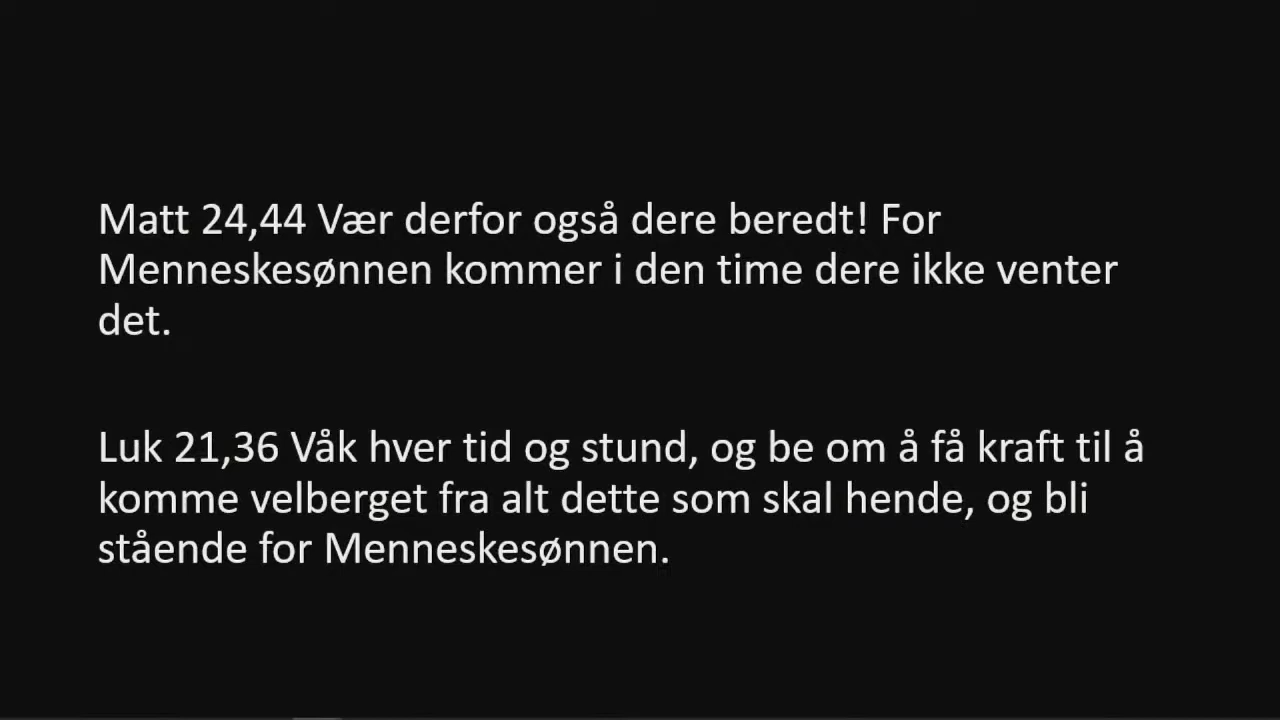 Matt 24,44 Vær derfor også dere beredt! For
Menneskesønnen kommer i den time dere ikke venter
det.
Luk 21,36 Våk hver tid og stund, og be om å få kraft til å
komme velberget fra alt dette som skal hende, og bli
stående for Menneskesønnen.